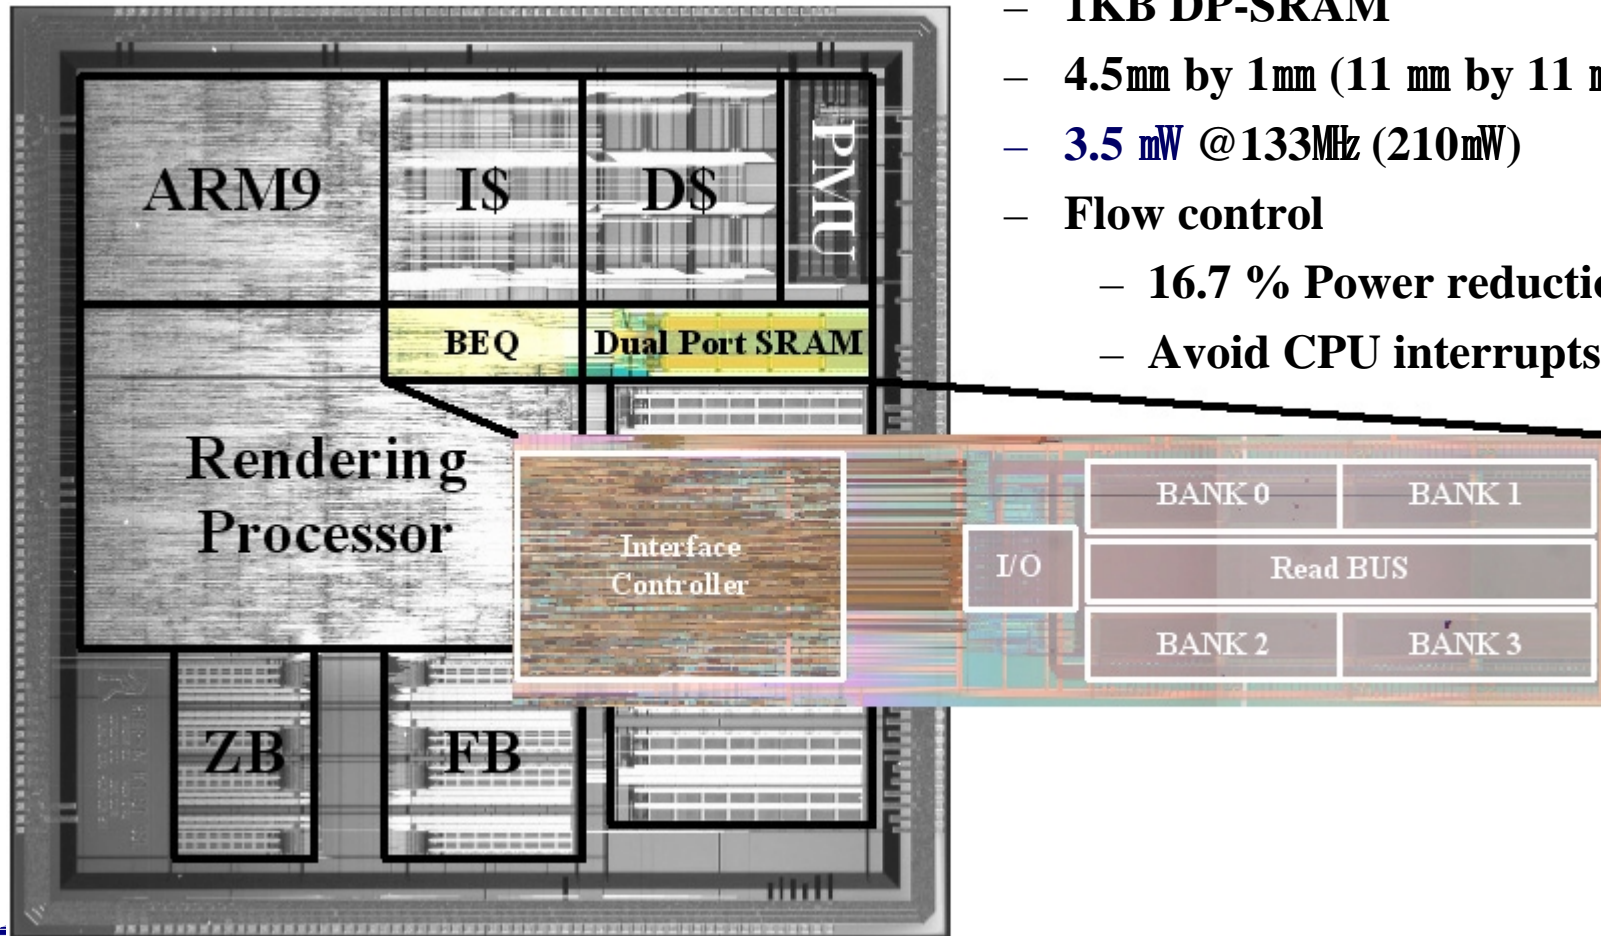 – 1KB DP-SRAM
– 4.5㎜ by 1㎜ (11 ㎜ by 11
– 3.5 ㎽ @133㎒ (210㎽)
– Flow control
– 16.7 % Power
– Avoid CPU interrupts
ARM9
I$
D$
PMU
BEQ
Dual Port SRAM
Rendering
Processor
Interface
Controller
I/O
BANK 0
BANK 1
Read BUS
BANK 2
BANK 3
ZB
FB